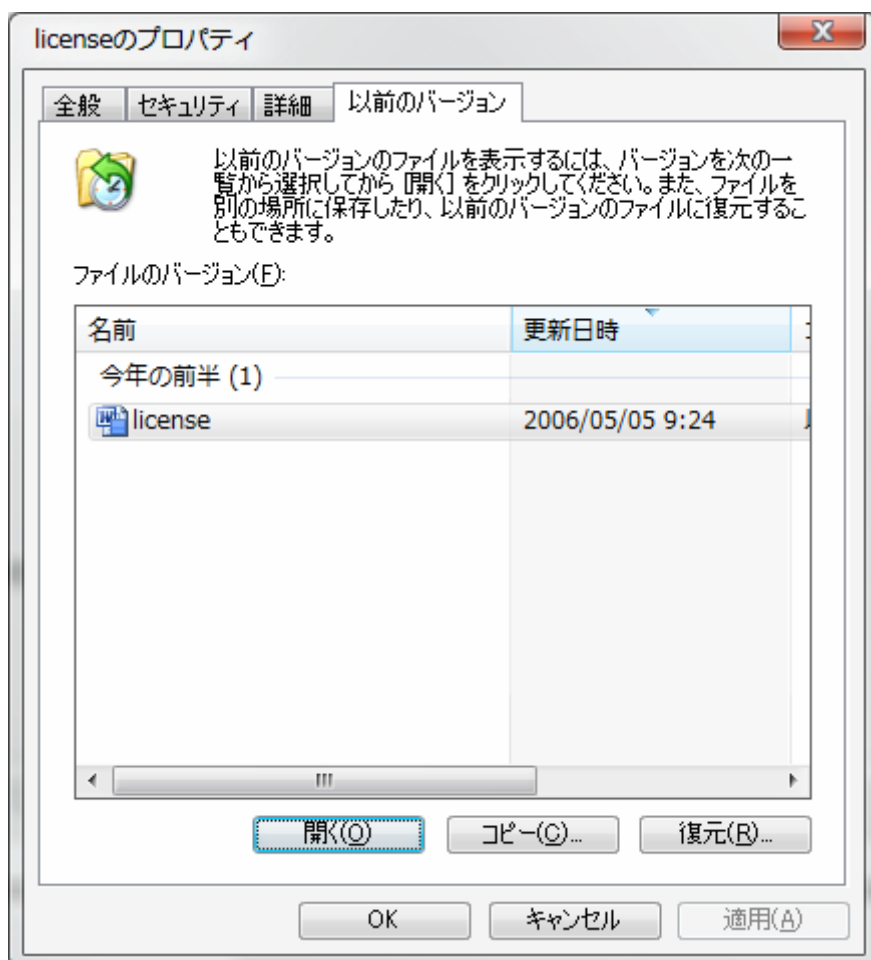 licenseのプロパティ
全般 セキュリティ 詳細 以前のバージョン
以前のバージョンのファイルを表示するには、バージョンを次の一
覧から選択してから [開く] をクリックしてください。また、ファイルを
別の場所に保存したり、以前のバージョンのファイルに復元するこ
ともできます。
ファイルのバージョン(F):
名前 更新日時
今年の前半 (1)
license 2006/05/05 9:24
開く(O) コピー(C)... 復元(R)...
OK キャンセル 適用(A)